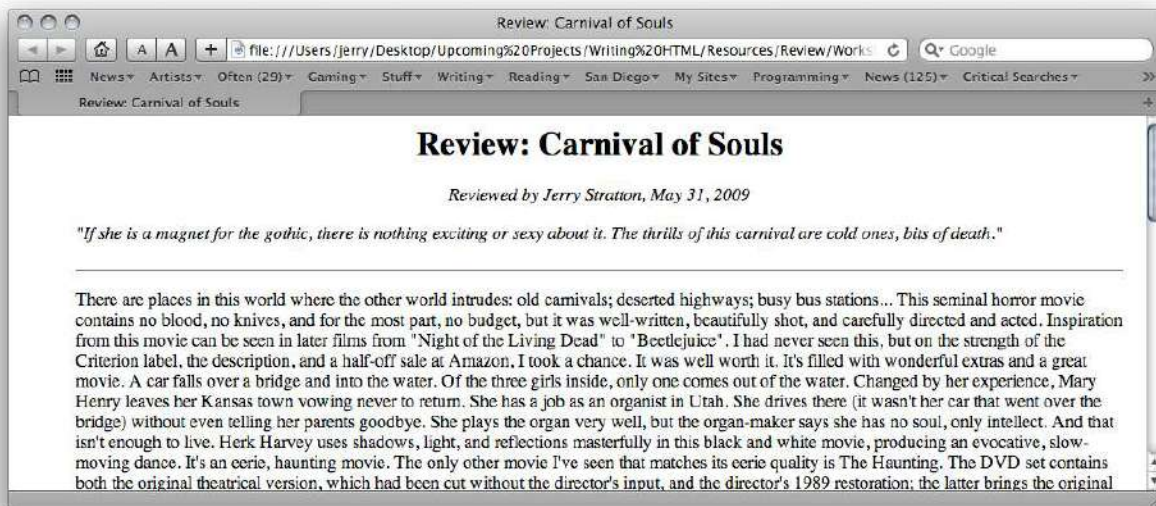 Review: Carnival of Souls
A A + file:///Users/jerry/Desktop/Upcoming%20Projects/Writing%20HTML/Resources/Review/Works Google
News Artists Often (29) Gaming Stuff Writing Reading San Diego My Sites Programming News (125) Critical Searches
Review: Carnival of Souls
Review: Carnival of Souls
Reviewed by Jerry Stratton, May 31, 2009
"If she is a magnet for the gothic, there is nothing exciting or sexy about it. The thrills of this carnival are cold ones, bits of death."
There are places in this world where the other world intrudes: old carnivals; deserted highways; busy bus stations... This seminal horror movie
contains no blood, no knives, and for the most part, no budget, but it was well-written, beautifully shot, and carefully directed and acted. Inspiration
from this movie can be seen in later films from "Night of the Living Dead" to "Beetlejuice". I had never seen this, but on the strength of the
Criterion label, the description, and a half-off sale at Amazon, I took a chance. It was well worth it. It's filled with wonderful extras and a great
movie. A car falls over a bridge and into the water. Of the three girls inside, only one comes out of the water. Changed by her experience, Mary
Henry leaves her Kansas town vowing never to return. She has a job as an organist in Utah. She drives there (it wasn't her car that went over the
bridge) without even telling her parents goodbye. She plays the organ very well, but the organ-maker says she has no soul, only intellect. And that
isn't enough to live. Herk Harvey uses shadows, light, and reflections masterfully in this black and white movie, producing an evocative, slow-
moving dance. It's an eerie, haunting movie. The only other movie I've seen that matches its eerie quality is The Haunting. The DVD set contains
both the original theatrical version, which had been cut without the director's input, and the director's 1989 restoration; the latter brings the original